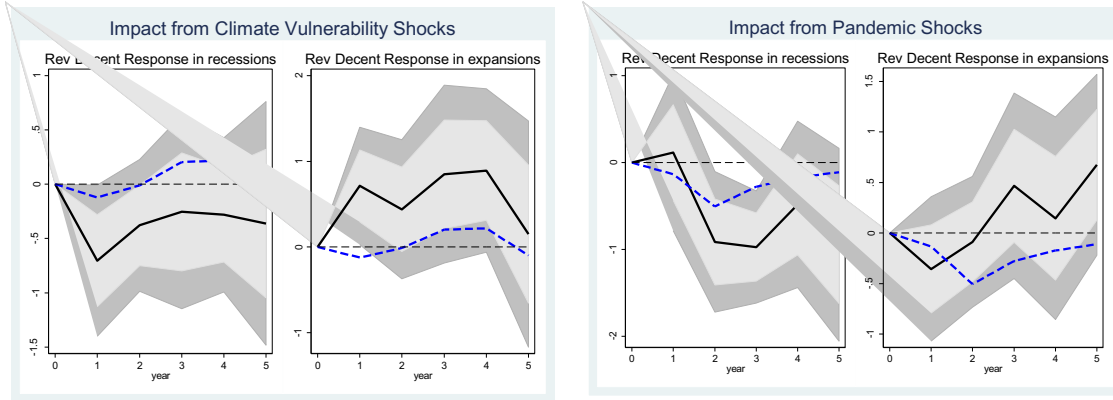 Impact from Climate Vulnerability Shocks
Rev Decent Response in recessions
1
.5
0
-.5
-1
-1.5
0 1 2 3 4 5
year
Rev Decent Response in expansions
2
1
0
-1
0 1 2 3 4 5
year
Impact from Pandemic Shocks
Rev Decent Response in recessions
1
0
-1
-2
0 1 2 3 4 5
year
Rev Decent Response in expansions
1.5
1
.5
0
-.5
-1
0 1 2 3 4 5
year